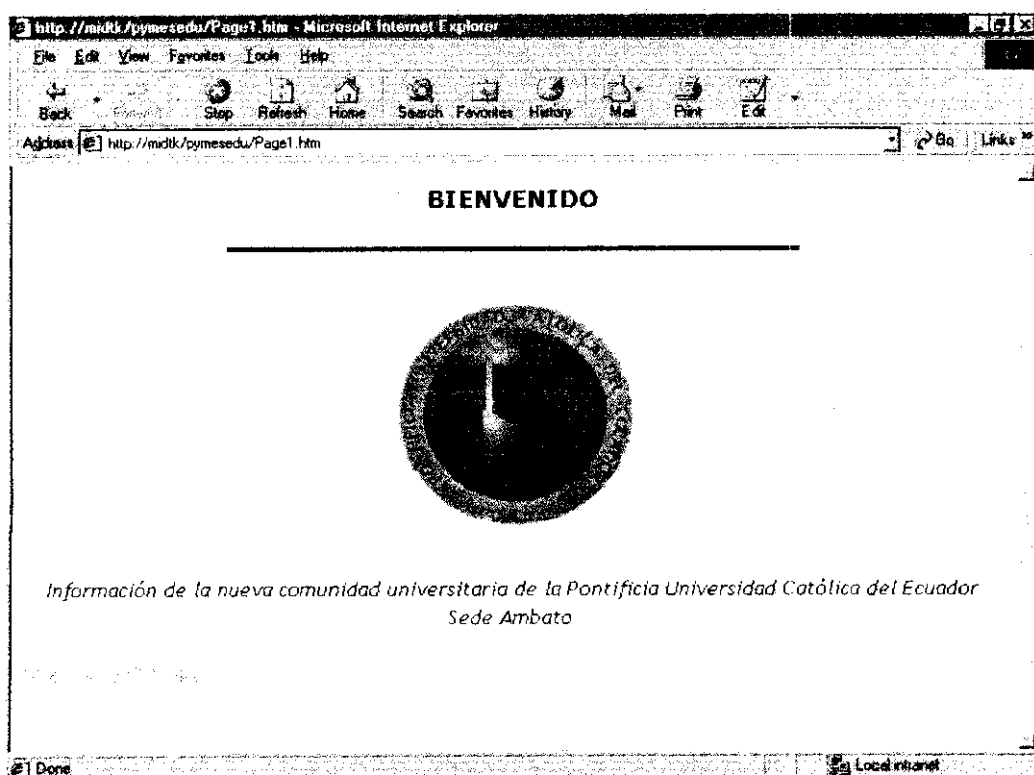 http://midtk/pymesedu/Page1.htm - Microsoft Internet Explorer
File Edit View Favorites Tools Help
Back Stop Refresh Home Search Favorites History Mail Print Edit
Address http://midtk/pymesedu/Page1.htm Go Links »
BIENVENIDO
Información de la nueva comunidad universitaria de la Pontificia Universidad Católica del Ecuador
Sede Ambato
Done Local intranet